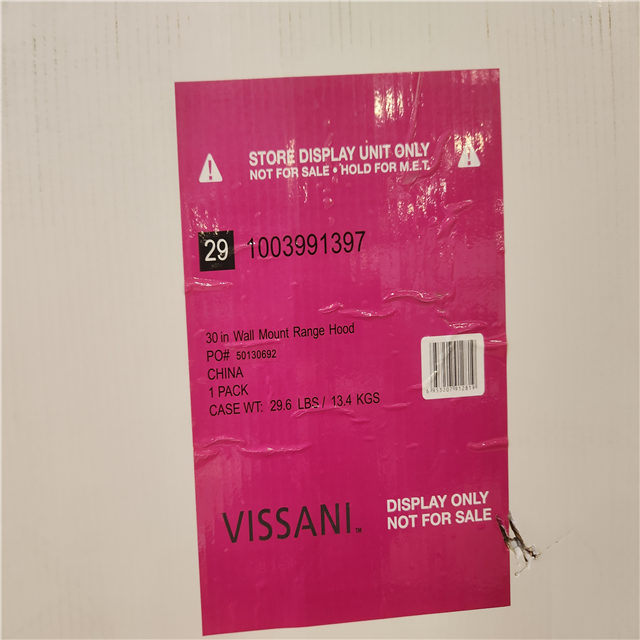 STORE DISPLAY UNIT ONLY
NOT FOR SALE • HOLD FOR M.E.T.
29 1003991397
30 in Wall Mount Range Hood
PO# 50130692
CHINA
1 PACK
CASE WT: 29.6 LBS / 13.4 KGS
VISSANI™
DISPLAY ONLY
NOT FOR SALE